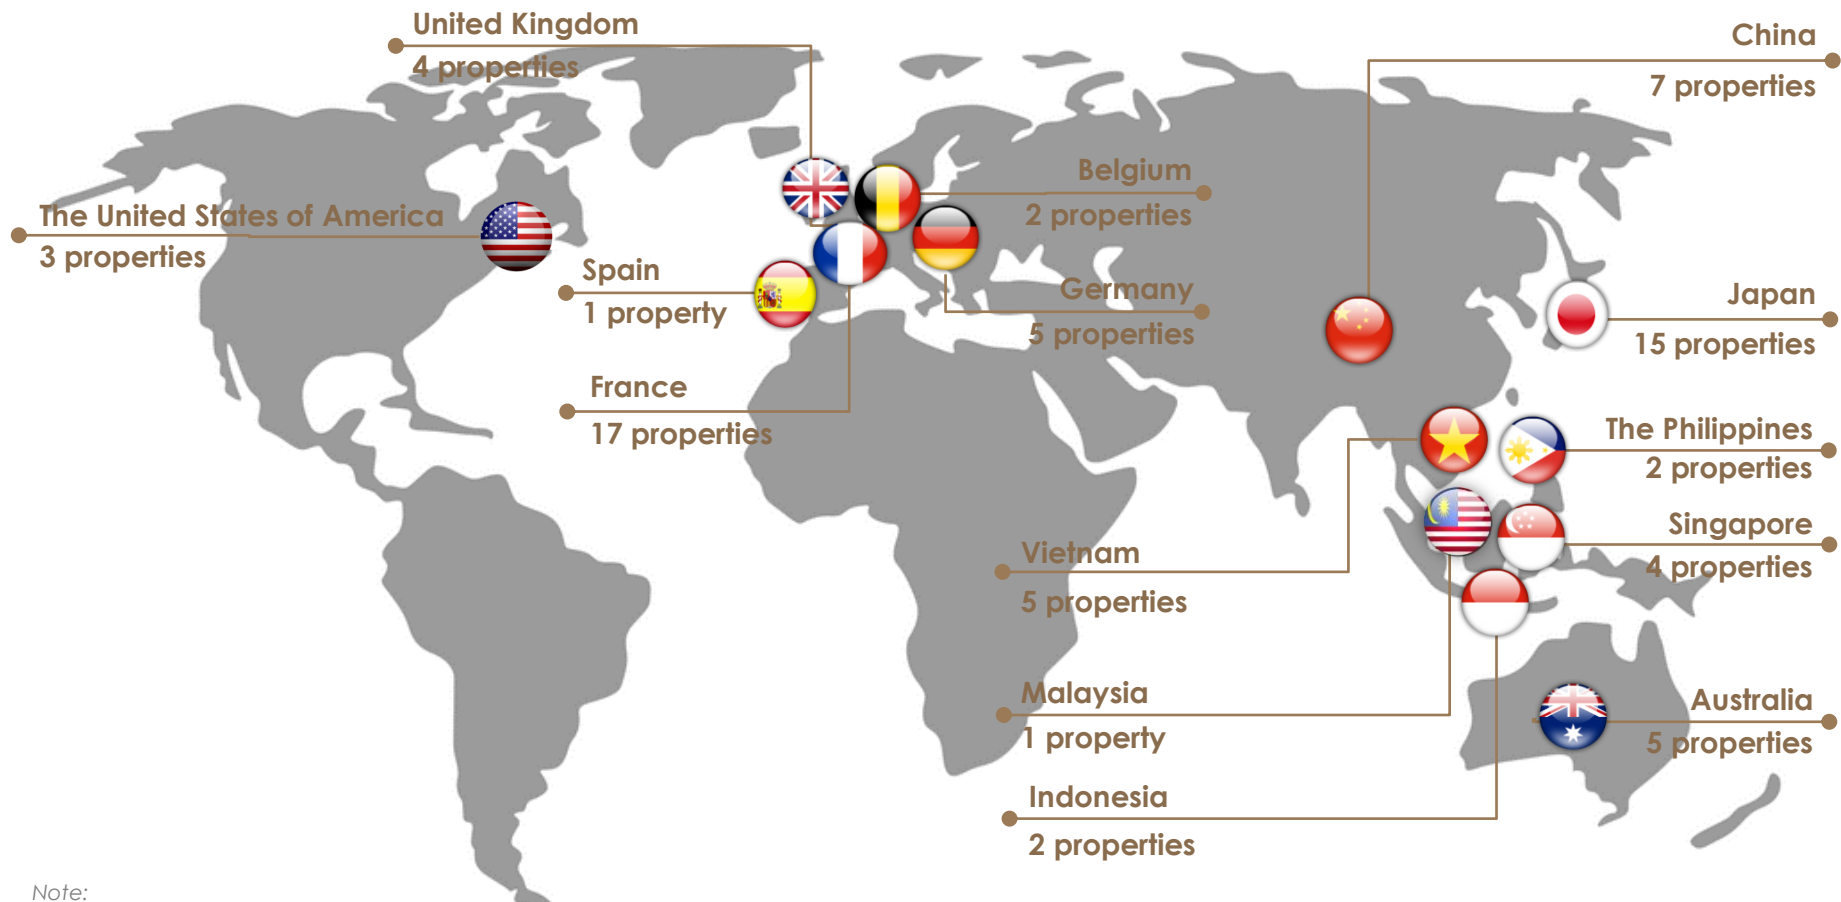 United Kingdom
4 properties
China
7 properties
Belgium
2 properties
The United States of America
3 properties
Spain
1 property
Germany
5 properties
Japan
15 properties
France
17 properties
The Philippines
2 properties
Singapore
4 properties
Vietnam
5 properties
Malaysia
1 property
Australia
5 properties
Indonesia
2 properties
Note: